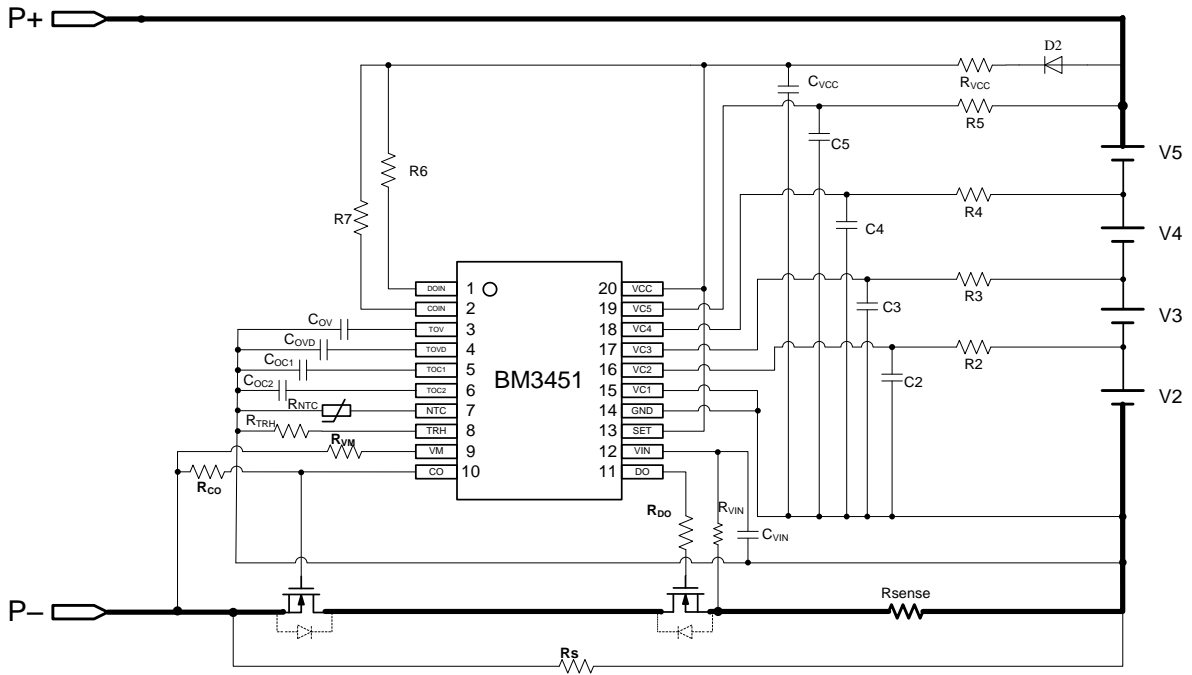 P+
D2
CVCC
RVCC
R5
C5
V5
R6
R4
R7
C4
V4
R3
C3
V3
R2
C2
V2
BM3451
DOIN 1 20 VCC
COIN 2 19 VC5
COV TOV 3 18 VC4
COVD TOVD 4 17 VC3
COC1 TOC1 5 16 VC2
COC2 TOC2 6 15 VC1
RNTC NTC 7 14 GND
RTRH TRH 8 13 SET
RVM VM 9 12 VIN
RCO CO 10 11 DO
RDO
RVIN
CVIN
P–
Rsense
Rs